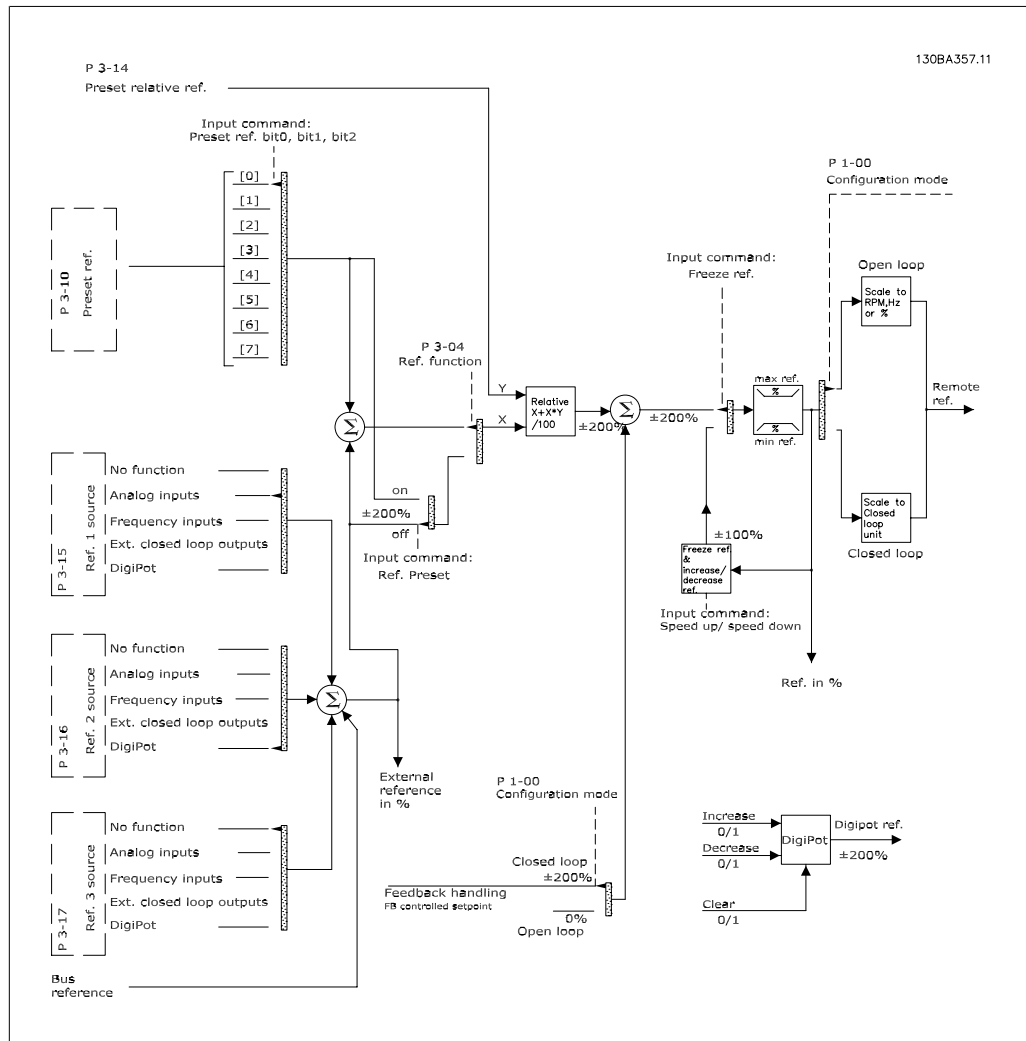 130BA357.11
P 3-14
Preset relative ref.
Input command:
Preset ref. bit0, bit1, bit2
[0]
[1]
[2]
[3]
[4]
[5]
[6]
[7]
P 3-10
Preset ref.
P 1-00
Configuration mode
Input command:
Freeze ref.
Open loop
Scale to
RPM,Hz
or %
P 3-04
Ref. function
Y
X
Relative
X+X*Y
/100
±200%
Σ
±200%
max ref.
%
%
min ref.
Remote
ref.
Σ
on
±200%
off
Input command:
Ref. Preset
Scale to
Closed
loop
unit
Closed loop
±100%
Freeze ref.
&
increase/
decrease
ref.
Input command:
Speed up/ speed down
Ref. in %
P 3-15
Ref. 1 source
No function
Analog inputs
Frequency inputs
Ext. closed loop outputs
DigiPot
P 3-16
Ref. 2 source
No function
Analog inputs
Frequency inputs
Ext. closed loop outputs
DigiPot
Σ
External
reference
in %
P 3-17
Ref. 3 source
No function
Analog inputs
Frequency inputs
Ext. closed loop outputs
DigiPot
Bus
reference
P 1-00
Configuration mode
Closed loop
±200%
Feedback handling
FB controlled setpoint
0%
Open loop
Increase
0/1
Decrease
0/1
Clear
0/1
DigiPot
Digipot ref.
±200%